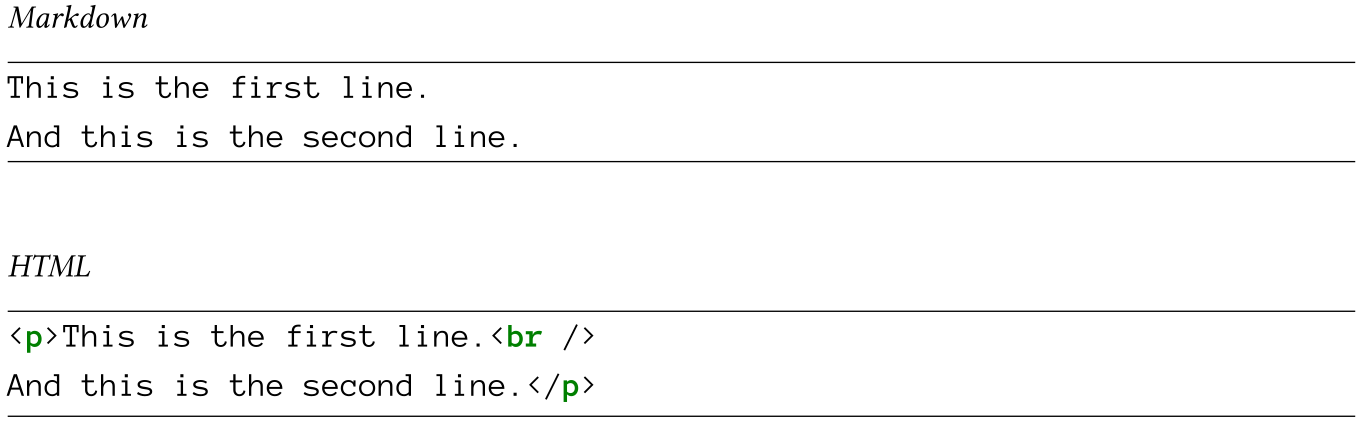 Markdown
This is the first line.
And this is the second line.
HTML
<p>This is the first line.<br />
And this is the second line.</p>